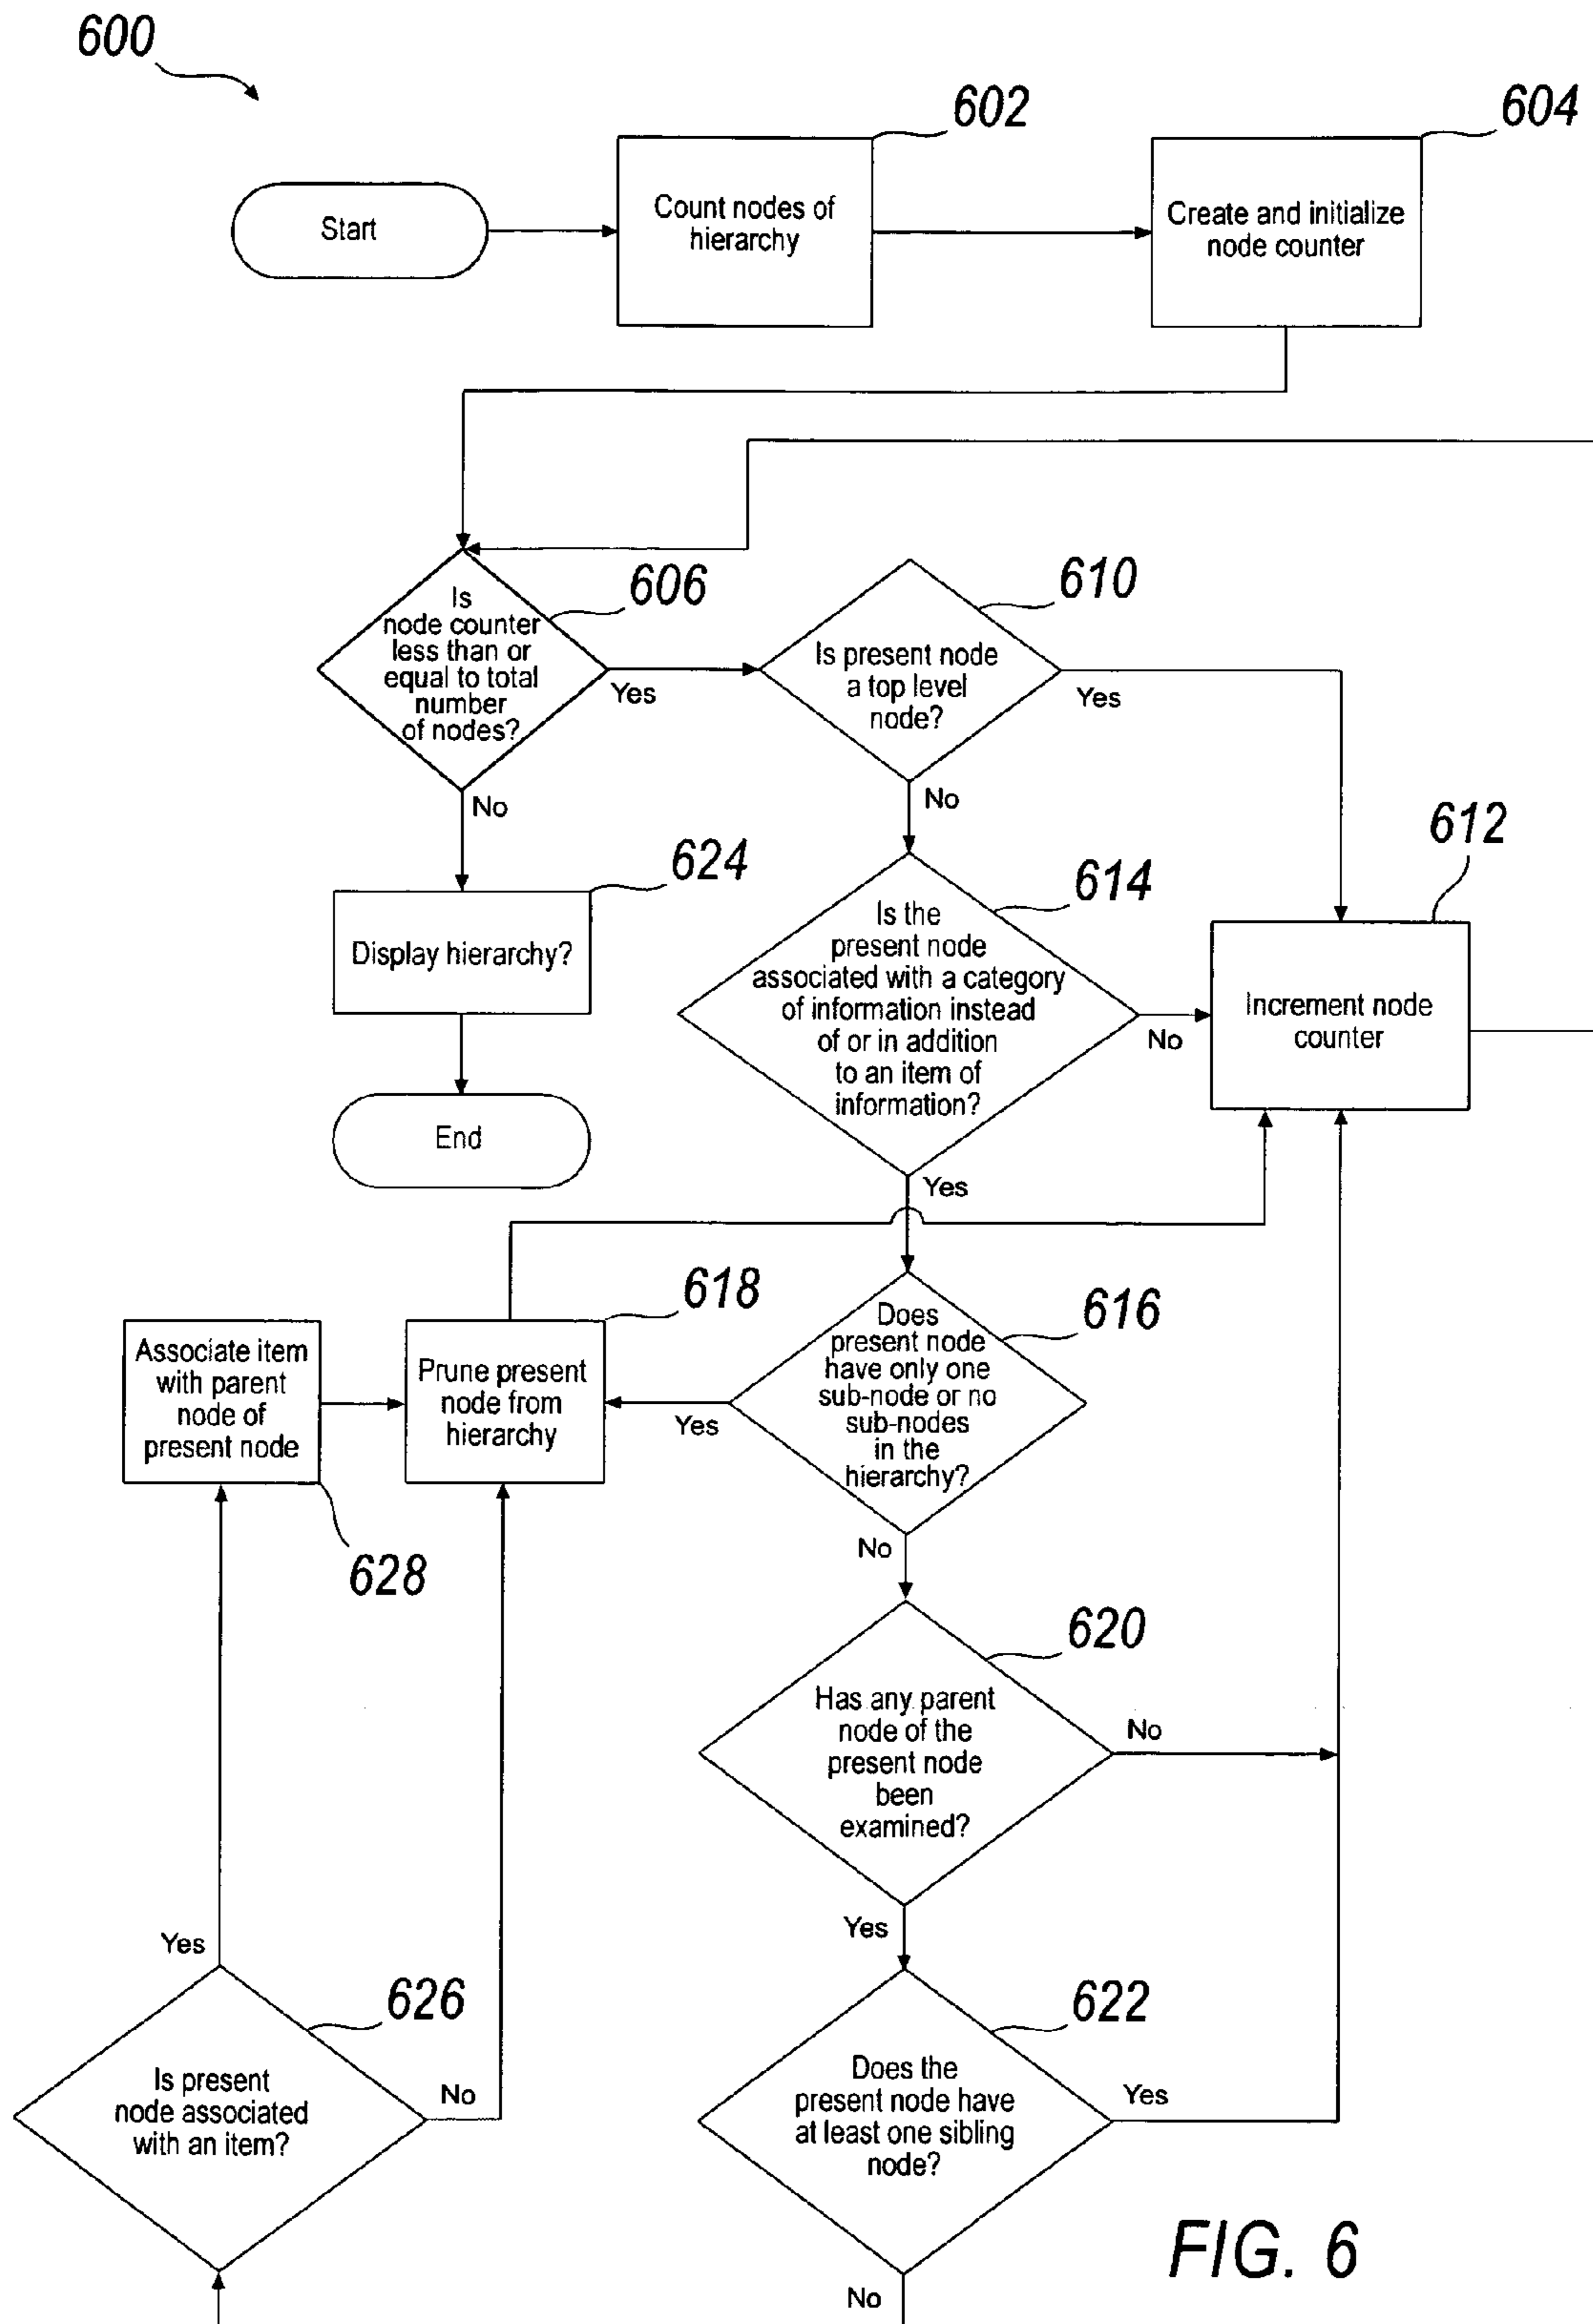 600
602
604
Start
Count nodes of
hierarchy
Create and initialize
node counter
606
Is
node counter
less than or
equal to total
number
of nodes?
Yes
No
610
Is present node
a top level
node?
Yes
No
624
Display hierarchy?
End
614
Is the
present node
associated with a category
of information instead
of or in addition
to an item of
information?
No
Yes
612
Increment node
counter
618
Prune present
node from
hierarchy
Associate item
with parent
node of
present node
628
616
Does
present node
have only one
sub-node or no
sub-nodes
in the
hierarchy?
Yes
No
620
Has any parent
node of the
present node
been
examined?
No
Yes
622
Does the
present node have
at least one sibling
node?
Yes
No
626
Is present
node associated
with an item?
Yes
No
FIG. 6